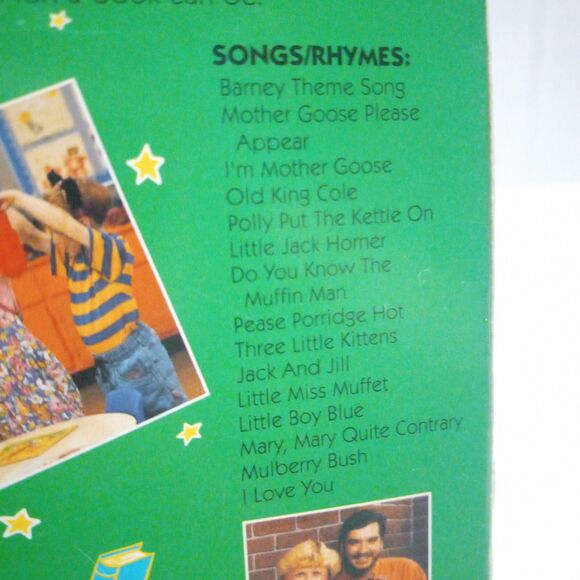 can be.
SONGS/RHYMES:
Barney Theme Song
Mother Goose Please
Appear
I'm Mother Goose
Old King Cole
Polly Put The Kettle On
Little Jack Horner
Do You Know The
Muffin Man
Pease Porridge Hot
Three Little Kittens
Jack And Jill
Little Miss Muffet
Little Boy Blue
Mary, Mary Quite Contrary
Mulberry Bush
I Love You